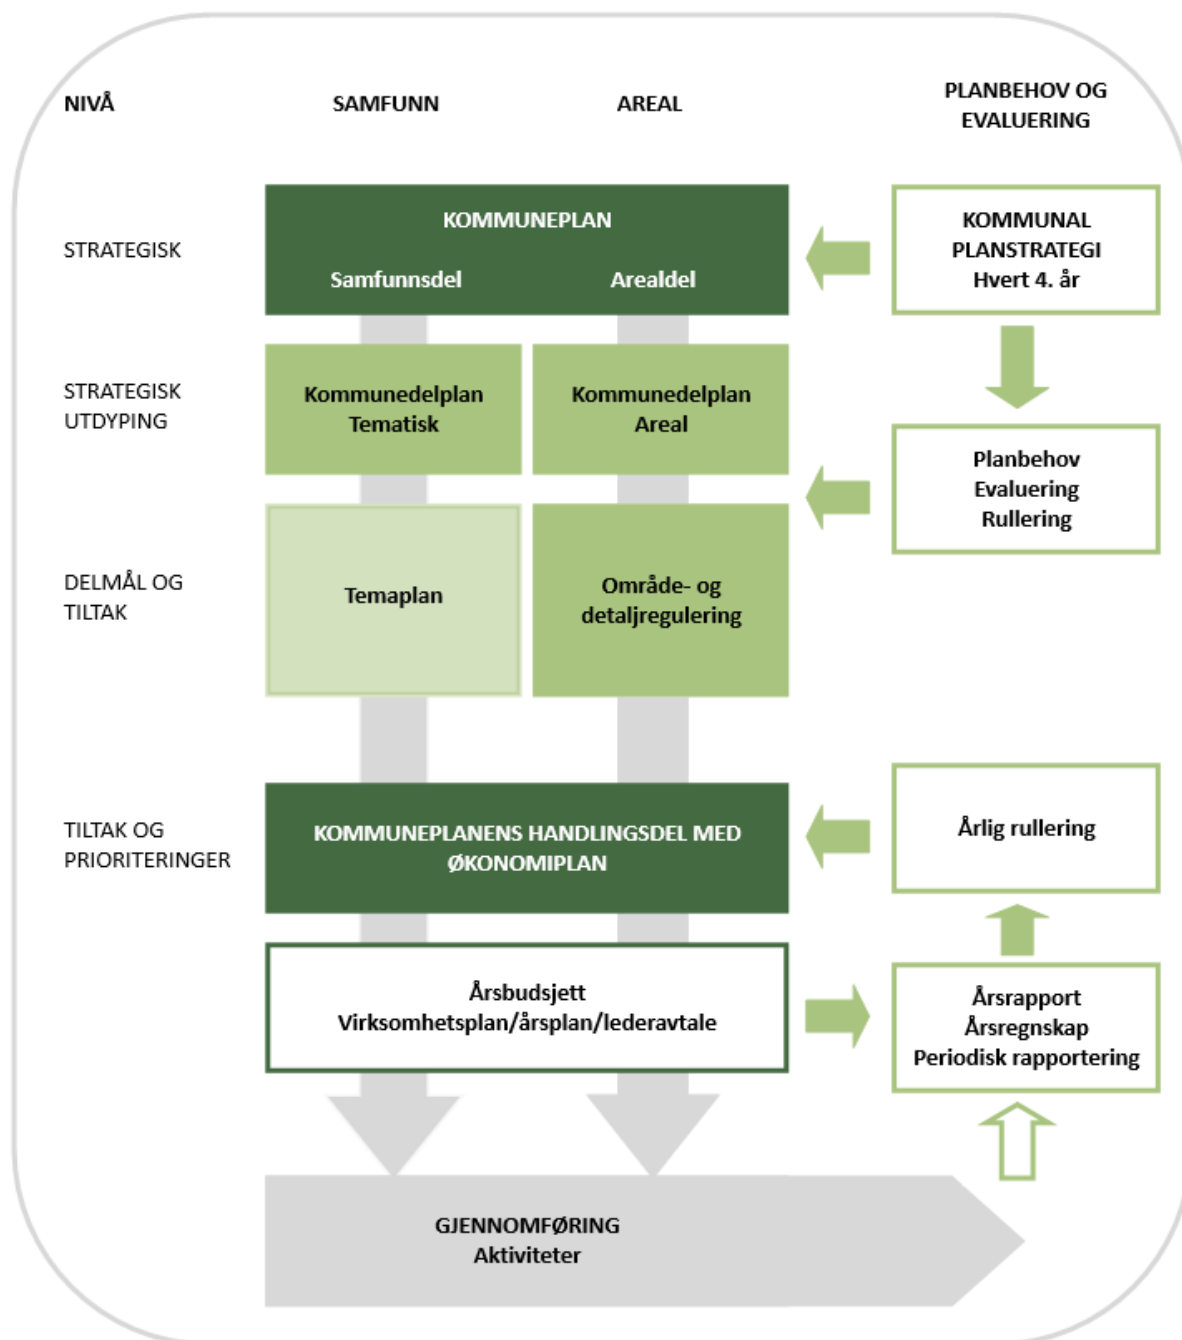 NIVÅ
SAMFUNN
AREAL
PLANBEHOV OG
EVALUERING
STRATEGISK
KOMMUNEPLAN
Samfunnsdel
Arealdel
KOMMUNAL
PLANSTRATEGI
Hvert 4. år
STRATEGISK
UTDYPING
Kommunedelplan
Tematisk
Kommunedelplan
Areal
Planbehov
Evaluering
Rullering
DELMÅL OG
TILTAK
Temaplan
Område- og
detaljregulering
TILTAK OG
PRIORITERINGER
KOMMUNEPLANENS HANDLINGSDEL MED
ØKONOMIPLAN
Årlig rullering
Årsbudsjett
Virksomhetsplan/årsplan/lederavtale
Årsrapport
Årsregnskap
Periodisk rapportering
GJENNOMFØRING
Aktiviteter